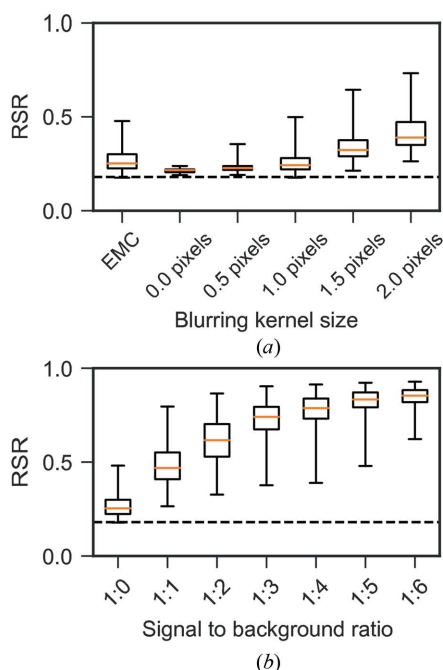 1.0
RSR
0.5
0.0
EMC
0.0 pixels
0.5 pixels
1.0 pixels
1.5 pixels
2.0 pixels
Blurring kernel size
(a)
1.0
RSR
0.5
0.0
1:0
1:1
1:2
1:3
1:4
1:5
1:6
Signal to background ratio
(b)